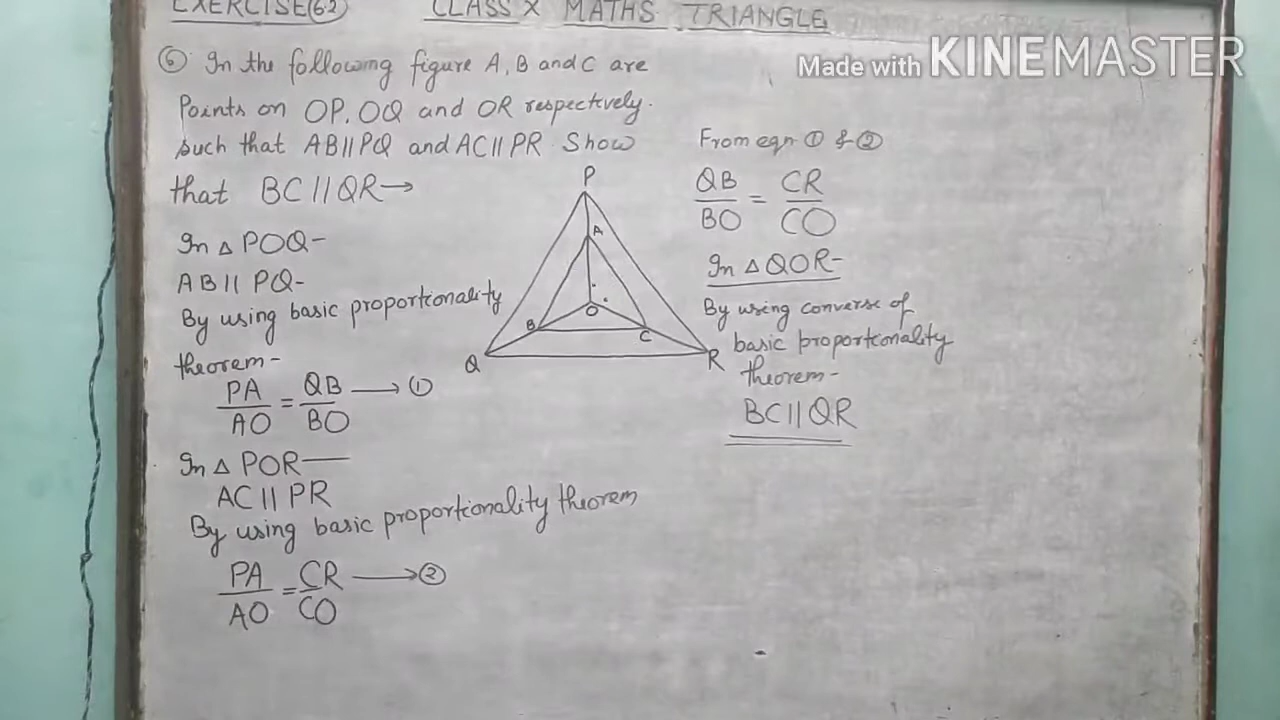 EXERCISE (6.2) CLASS X MATHS TRIANGLE
Made with KINEMASTER
⑥ In the following figure A, B and C are
Points on OP, OQ and OR respectively.
such that AB || PQ and AC || PR Show
that BC || QR →
In △ POQ-
AB || PQ-
By using basic proportionality
theorem-
PA/AO = QB/BO → ①
In △ POR—
AC || PR
By using basic proportionality theorem
PA/AO = CR/CO → ②
P
A
O
B
C
Q
R
From eqn ① & ②
QB/BO = CR/CO
In △ QOR-
By using converse of
basic proportionality
theorem-
BC || QR